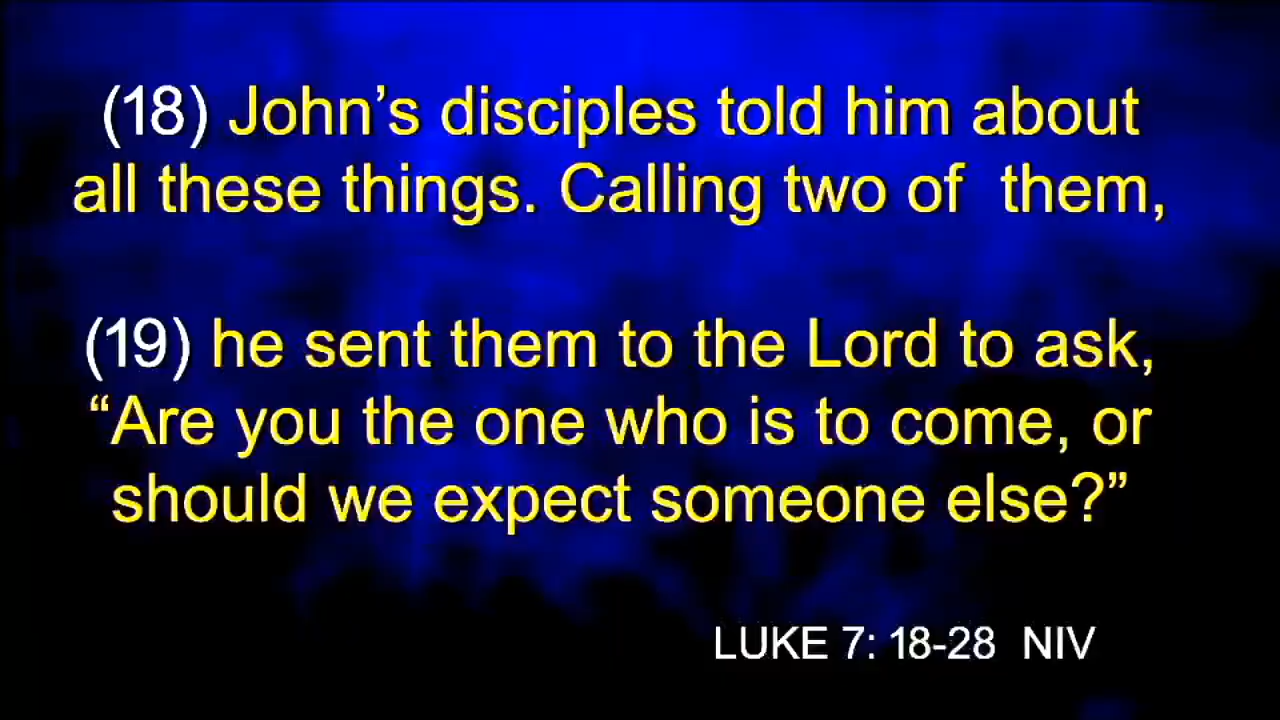 (18) John’s disciples told him about
all these things. Calling two of  them,
(19) he sent them to the Lord to ask,
“Are you the one who is to come, or
should we expect someone else?”
LUKE 7: 18-28  NIV